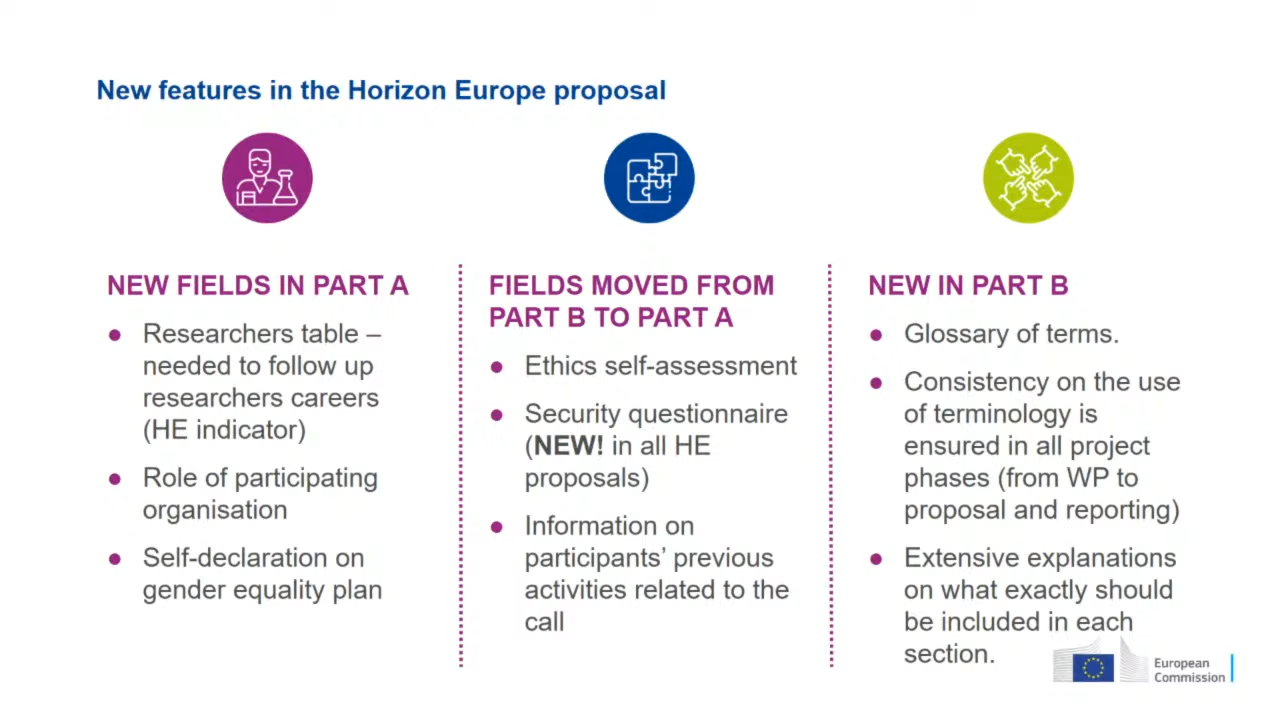 New features in the Horizon Europe proposal
NEW FIELDS IN PART A
● Researchers table –
needed to follow up
researchers careers
(HE indicator)
● Role of participating
organisation
● Self-declaration on
gender equality plan
FIELDS MOVED FROM
PART B TO PART A
● Ethics self-assessment
● Security questionnaire
(NEW! in all HE
proposals)
● Information on
participants’ previous
activities related to the
call
NEW IN PART B
● Glossary of terms.
● Consistency on the use
of terminology is
ensured in all project
phases (from WP to
proposal and reporting)
● Extensive explanations
on what exactly should
be included in each
section.
European
Commission